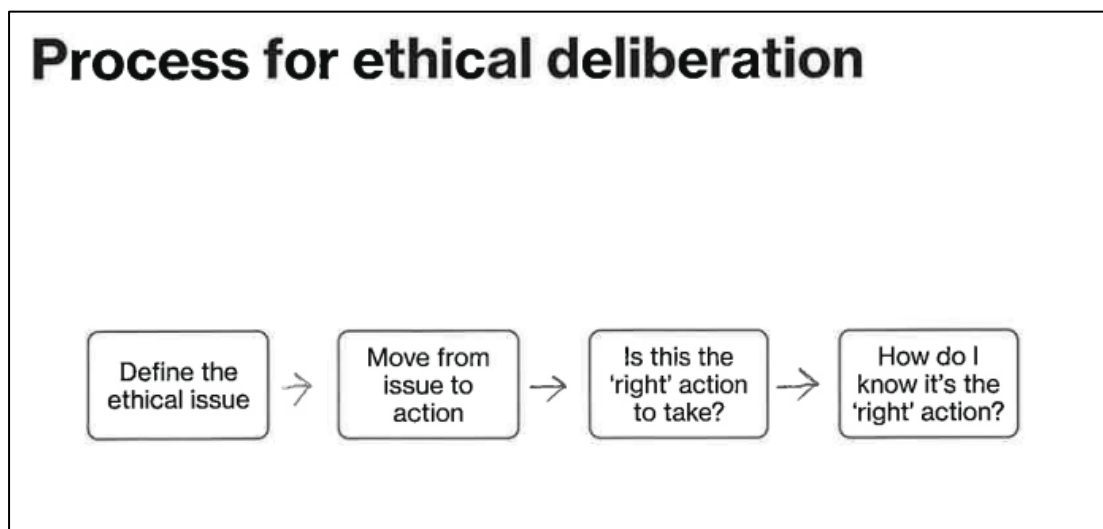 Process for ethical deliberation
Define the
ethical issue
Move from
issue to
action
Is this the
‘right’ action
to take?
How do I
know it’s the
‘right’ action?